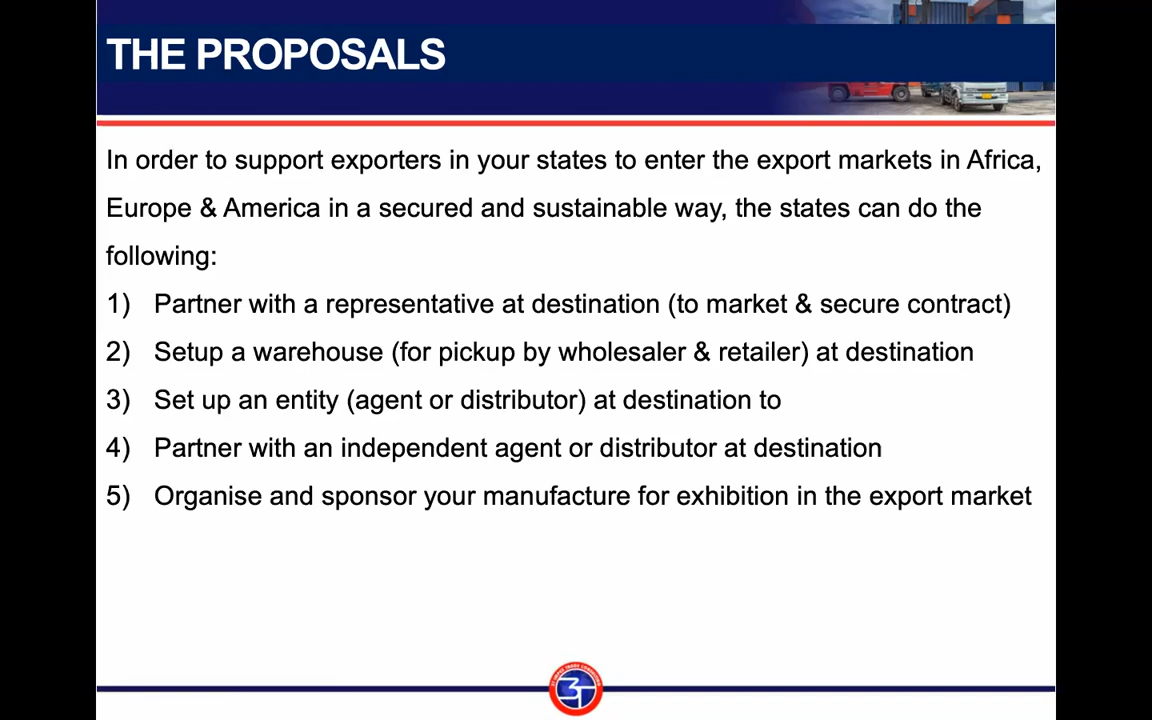 THE PROPOSALS
In order to support exporters in your states to enter the export markets in Africa,
Europe & America in a secured and sustainable way, the states can do the
following:
1) Partner with a representative at destination (to market & secure contract)
2) Setup a warehouse (for pickup by wholesaler & retailer) at destination
3) Set up an entity (agent or distributor) at destination to
4) Partner with an independent agent or distributor at destination
5) Organise and sponsor your manufacture for exhibition in the export market
3T